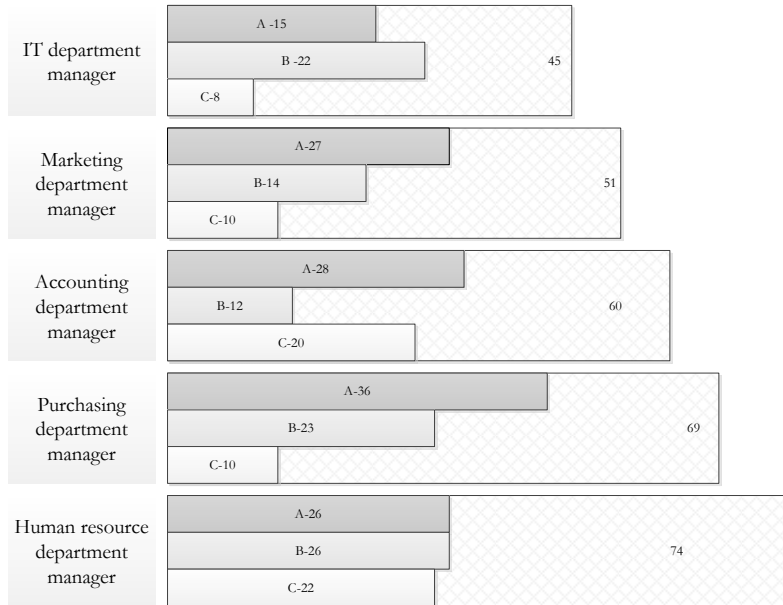 IT department
manager
A -15
B -22
C-8
45
Marketing
department
manager
A-27
B-14
C-10
51
Accounting
department
manager
A-28
B-12
C-20
60
Purchasing
department
manager
A-36
B-23
C-10
69
Human resource
department
manager
A-26
B-26
C-22
74